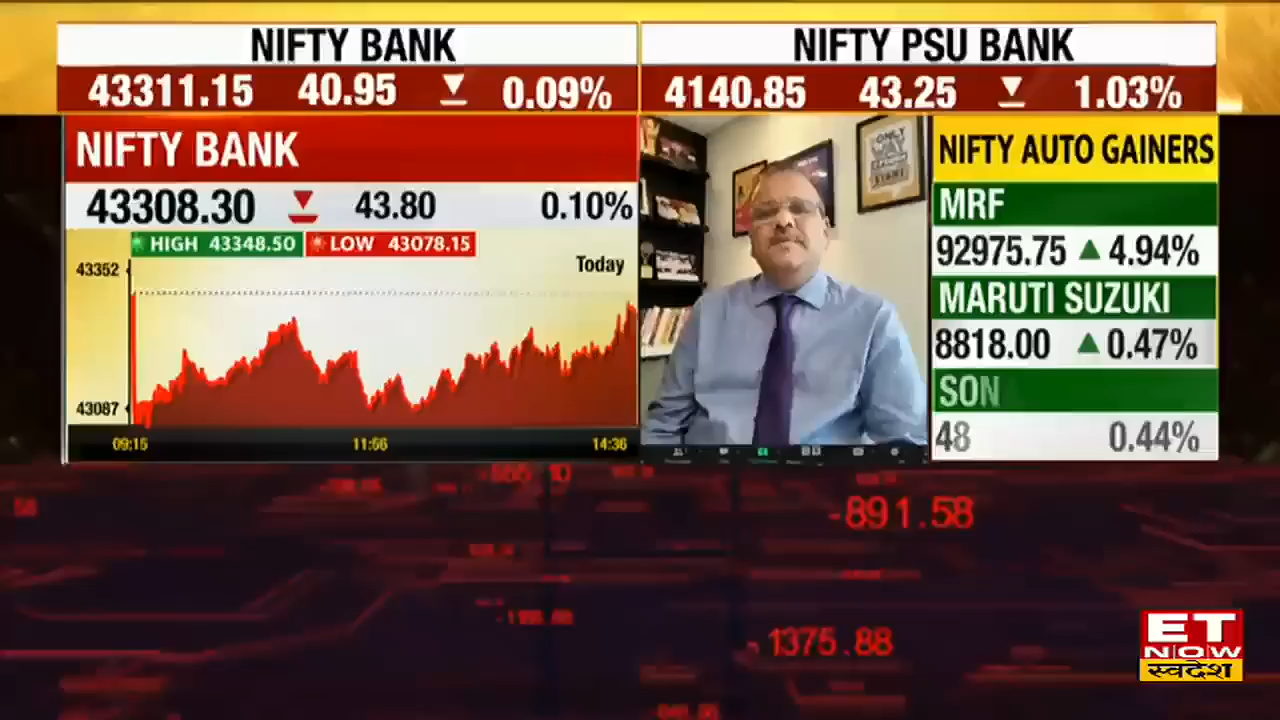 NIFTY BANK
43311.15 40.95 0.09%
NIFTY PSU BANK
4140.85 43.25 1.03%
NIFTY BANK
43308.30 43.80 0.10%
HIGH 43348.50 LOW 43078.15
Today
43352
43087
09:15 11:56 14:36
NIFTY AUTO GAINERS
MRF
92975.75 4.94%
MARUTI SUZUKI
8818.00 0.47%
SON
48 0.44%
-891.58
-1375.88
ET
NOW
स्वदेश